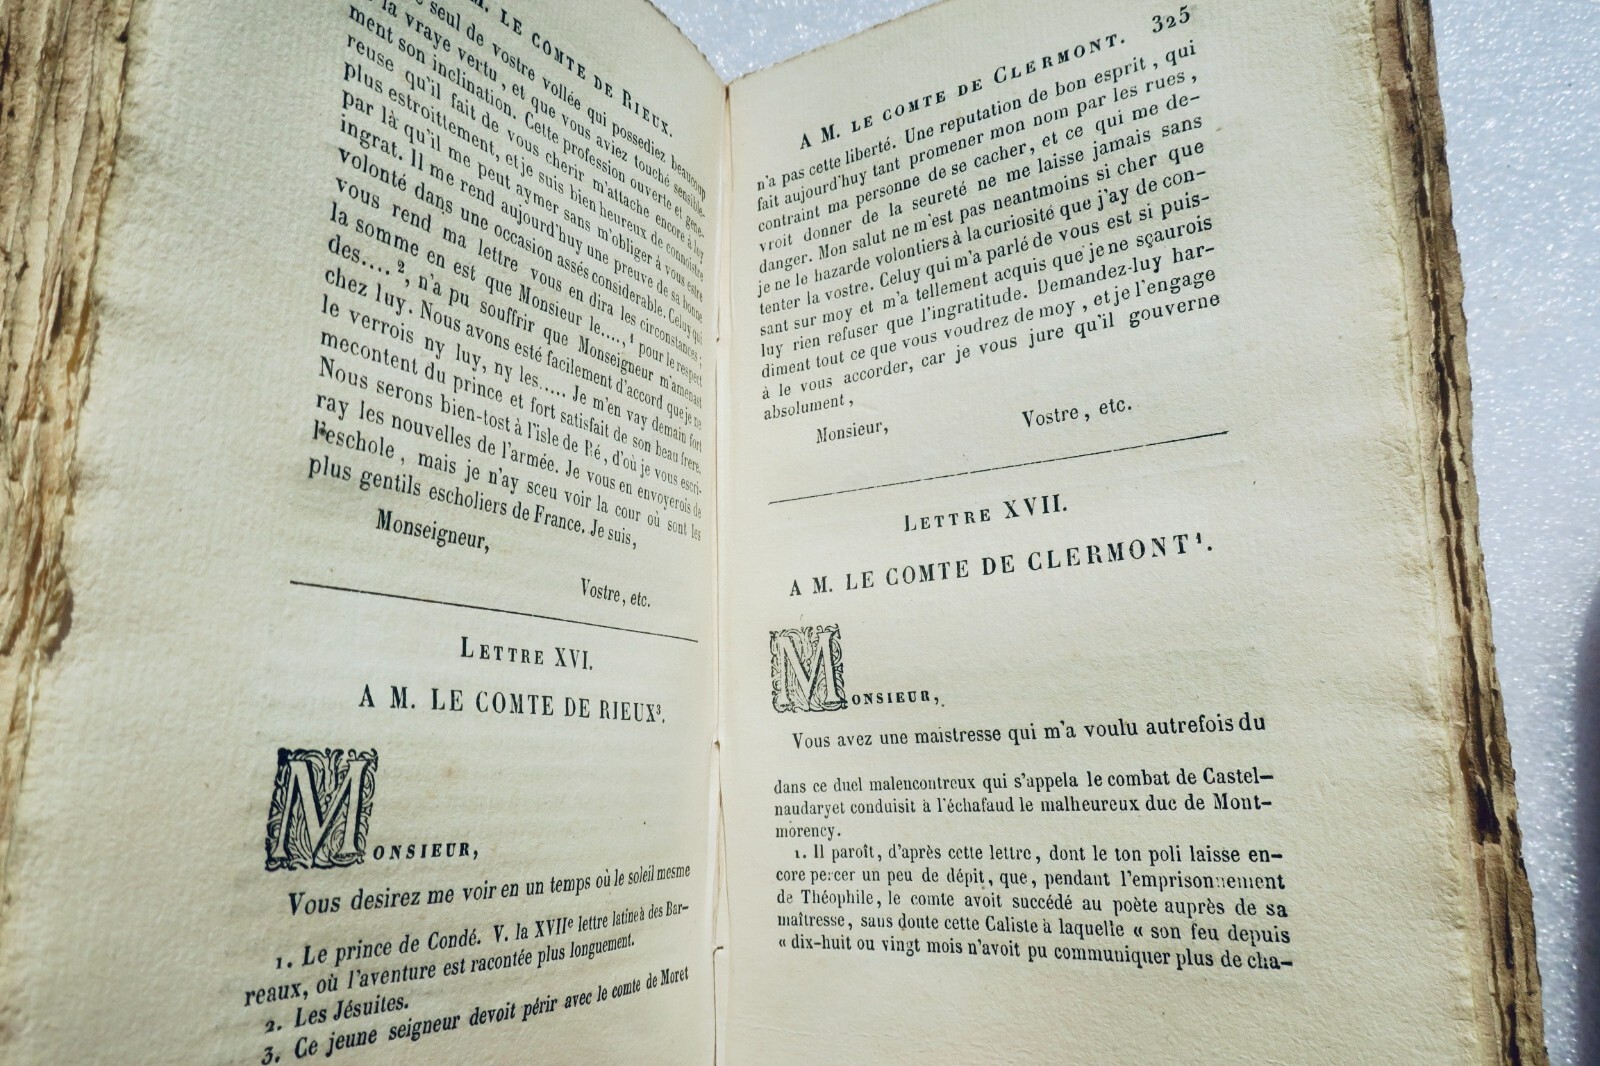 M. LE COMTE DE RIEUX.
seul de vostre vollée qui possediez beaucoup
la vraye vertu, et que vous aviez touché sensible-
ment son inclination. Cette profession ouverte et gene-
reuse qu'il fait de vous cherir m'attache encore à luy
plus estroittement, et je suis bien heureux de connoistre
par là qu'il me peut aymer sans m'obliger à vous estre
ingrat. Il me rend aujourd'huy une preuve de sa bonne
volonté dans une occasion assés considerable. Celuy qui
vous rend ma lettre vous en dira les circonstances;
la somme en est que Monsieur le....,¹ pour le respect
des....², n'a pu souffrir que Monseigneur m'amenast
chez luy. Nous avons esté facilement d'accord que je ne
le verrois ny luy, ny les.... Je m'en vay demain fort
mecontent du prince et fort satisfait de son beau frere.
Nous serons bien-tost à l'isle de Ré, d'où je vous escri-
ray les nouvelles de l'armée. Je vous en envoyerois de
l'eschole, mais je n'ay sceu voir la cour où sont les
plus gentils escholiers de France. Je suis,
Monseigneur,
Vostre, etc.
LETTRE XVI.
A M. LE COMTE DE RIEUX³.
MONSIEUR,
Vous desirez me voir en un temps où le soleil mesme
1. Le prince de Condé. V. la XVIIe lettre latine à des Bar-
reaux, où l'aventure est racontée plus longuement.
2. Les Jésuites.
3. Ce jeune seigneur devoit périr avec le comte de Moret
A M. LE COMTE DE CLERMONT. 325
n'a pas cette liberté. Une reputation de bon esprit, qui
fait aujourd'huy tant promener mon nom par les rues,
contraint ma personne de se cacher, et ce qui me de-
vroit donner de la seureté ne me laisse jamais sans
danger. Mon salut ne m'est pas neantmoins si cher que
je ne le hazarde volontiers à la curiosité que j'ay de con-
tenter la vostre. Celuy qui m'a parlé de vous est si puis-
sant sur moy et m'a tellement acquis que je ne sçaurois
luy rien refuser que l'ingratitude. Demandez-luy har-
diment tout ce que vous voudrez de moy, et je l'engage
à le vous accorder, car je vous jure qu'il gouverne
absolument,
Monsieur,
Vostre, etc.
LETTRE XVII.
A M. LE COMTE DE CLERMONT¹.
MONSIEUR,
Vous avez une maistresse qui m'a voulu autrefois du
dans ce duel malencontreux qui s'appela le combat de Castel-
naudaryet conduisit à l'échafaud le malheureux duc de Mont-
morency.
1. Il paroît, d'après cette lettre, dont le ton poli laisse en-
core percer un peu de dépit, que, pendant l'emprisonnement
de Théophile, le comte avoit succédé au poète auprès de sa
maîtresse, sans doute cette Caliste à laquelle « son feu depuis
« dix-huit ou vingt mois n'avoit pu communiquer plus de cha-